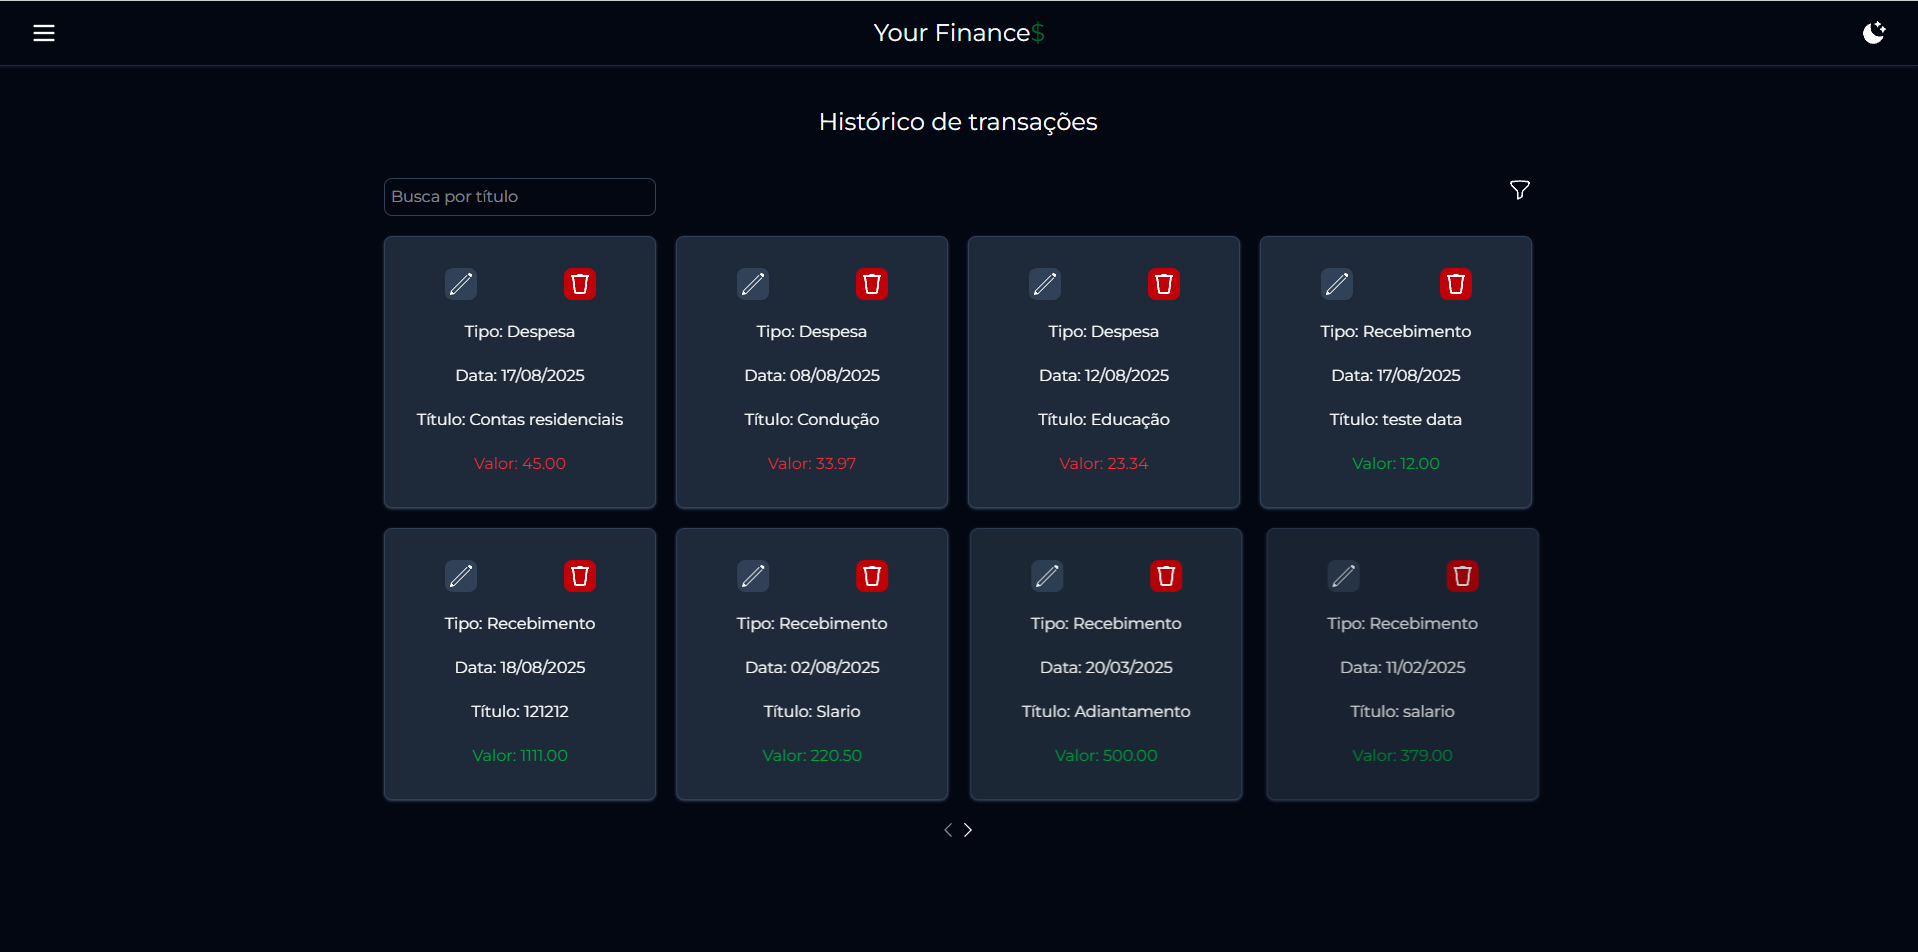 Your Finance$
Histórico de transações
Busca por título
Tipo: Despesa
Data: 17/08/2025
Título: Contas residenciais
Valor: 45.00
Tipo: Despesa
Data: 08/08/2025
Título: Condução
Valor: 33.97
Tipo: Despesa
Data: 12/08/2025
Título: Educação
Valor: 23.34
Tipo: Recebimento
Data: 17/08/2025
Título: teste data
Valor: 12.00
Tipo: Recebimento
Data: 18/08/2025
Título: 121212
Valor: 1111.00
Tipo: Recebimento
Data: 02/08/2025
Título: Slario
Valor: 220.50
Tipo: Recebimento
Data: 20/03/2025
Título: Adiantamento
Valor: 500.00
Tipo: Recebimento
Data: 11/02/2025
Título: salario
Valor: 379.00